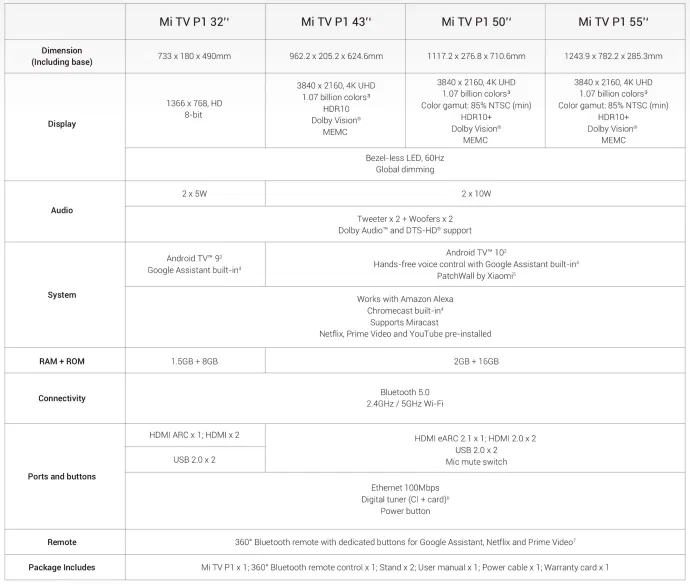 Mi TV P1 32''⁴
Mi TV P1 43''⁴
Mi TV P1 50''⁴
Mi TV P1 55''⁴
Dimension
(Including base)
733 x 180 x 490mm
962.2 x 205.2 x 624.6mm
1117.2 x 276.8 x 710.6mm
1243.9 x 782.2 x 285.3mm
Display
1366 x 768, HD
8-bit
3840 x 2160, 4K UHD
1.07 billion colors³
HDR10
Dolby Vision®
MEMC
3840 x 2160, 4K UHD
1.07 billion colors³
Color gamut: 85% NTSC (min)
HDR10+
Dolby Vision®
MEMC
3840 x 2160, 4K UHD
1.07 billion colors³
Color gamut: 85% NTSC (min)
HDR10+
Dolby Vision®
MEMC
Bezel-less LED, 60Hz
Global dimming
Audio
2 x 5W
2 x 10W
Tweeter x 2 + Woofers x 2
Dolby Audio™ and DTS-HD® support
System
Android TV™ 9²
Google Assistant built-in⁴
Android TV™ 10²
Hands-free voice control with Google Assistant built-in⁴
PatchWall by Xiaomi⁵
Works with Amazon Alexa
Chromecast built-in⁴
Supports Miracast
Netflix, Prime Video and YouTube pre-installed
RAM + ROM
1.5GB + 8GB
2GB + 16GB
Connectivity
Bluetooth 5.0
2.4GHz / 5GHz Wi-Fi
Ports and buttons
HDMI ARC x 1; HDMI x 2
USB 2.0 x 2
HDMI eARC 2.1 x 1; HDMI 2.0 x 2
USB 2.0 x 2
Mic mute switch
Ethernet 100Mbps
Digital tuner (CI + card)⁶
Power button
Remote
360° Bluetooth remote with dedicated buttons for Google Assistant, Netflix and Prime Video⁷
Package Includes
Mi TV P1 x 1; 360° Bluetooth remote control x 1; Stand x 2; User manual x 1; Power cable x 1; Warranty card x 1